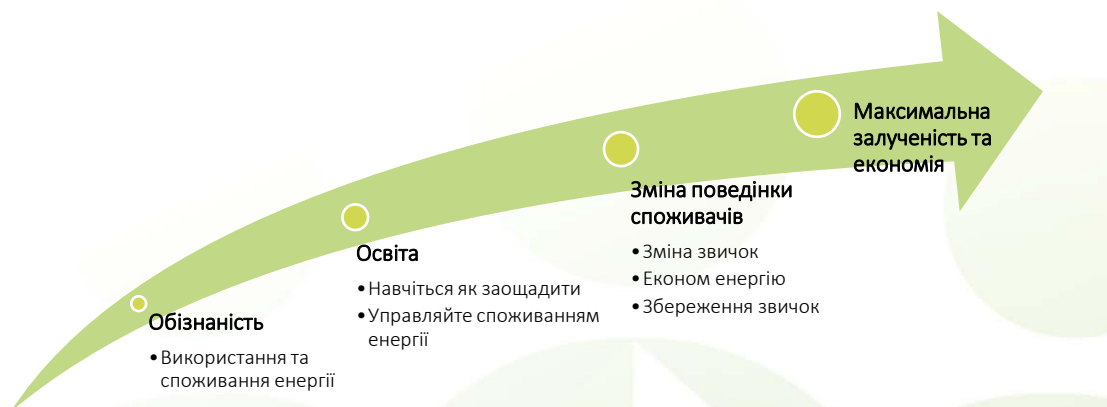 Обізнаність
•Використання та
споживання енергії
Освіта
•Навчіться як заощадити
•Управляйте споживанням
енергії
Зміна поведінки
споживачів
•Зміна звичок
•Економ енергію
•Збереження звичок
Максимальна
залученість та
економія